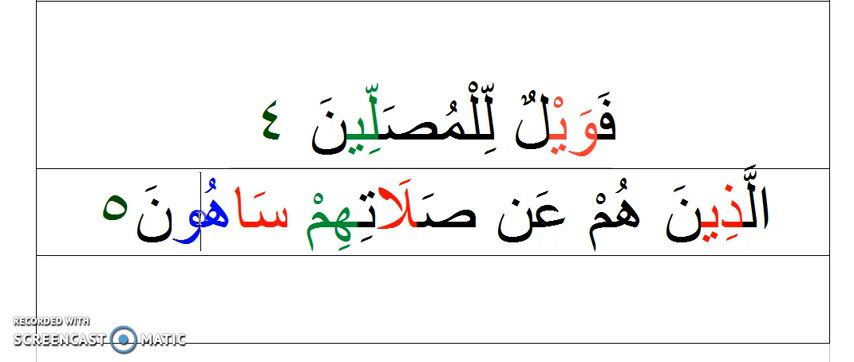 فَوَيْلٌ لِّلْمُصَلِّينَ ٤
الَّذِينَ هُمْ عَن صَلَاتِهِمْ سَاهُونَ ٥
RECORDED WITH
SCREENCAST MATIC